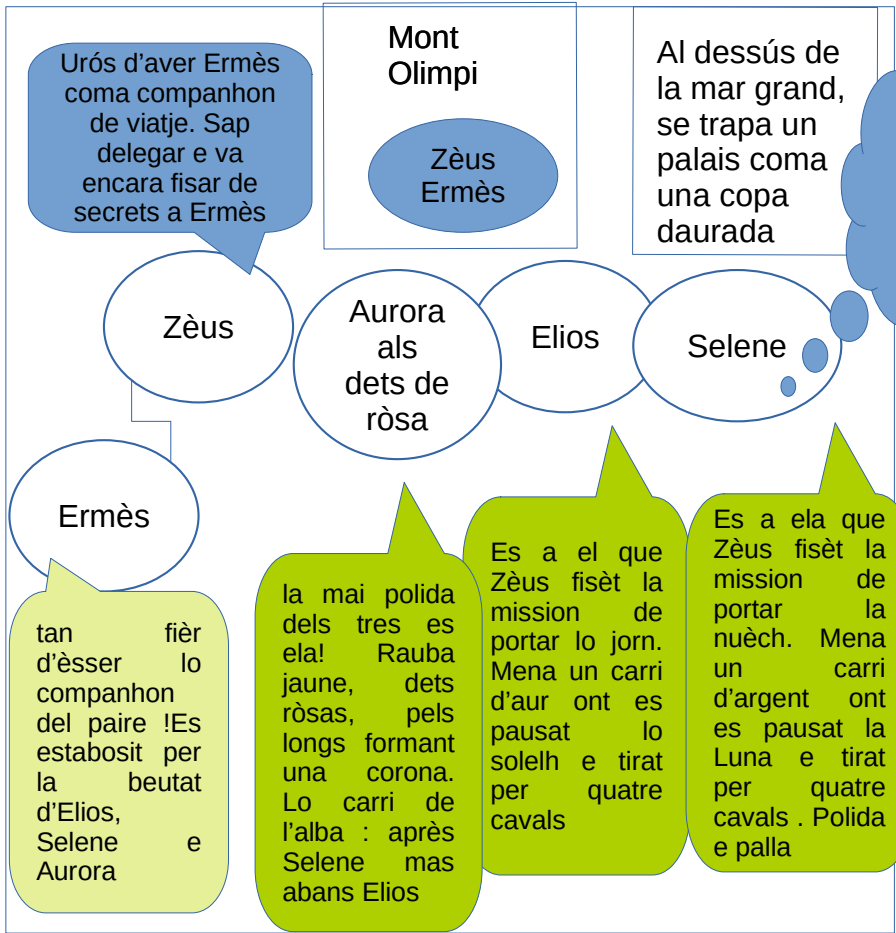 Urós d’aver Ermès
coma companhon
de viatje. Sap
delegar e va
encara fisar de
secrets a Ermès
Mont
Olimpi
Zèus
Ermès
Al dessús de
la mar grand,
se trapa un
palais coma
una copa
daurada
Zèus
Aurora
als
dets de
ròsa
Elios
Selene
Ermès
tan fièr
d’èsser lo
companhon
del paire !Es
estabosit per
la beutat
d’Elios,
Selene e
Aurora
la mai polida
dels tres es
ela! Rauba
jaune, dets
ròsas, pels
longs formant
una corona.
Lo carri de
l’alba : après
Selene mas
abans Elios
Es a el que
Zèus fisèt la
mission de
portar lo jorn.
Mena un carri
d’aur ont es
pausat lo
solelh e tirat
per quatre
cavals
Es a ela que
Zèus fisèt la
mission de
portar la
nuèch. Mena
un carri
d’argent ont
es pausat la
Luna e tirat
per quatre
cavals . Polida
e palla